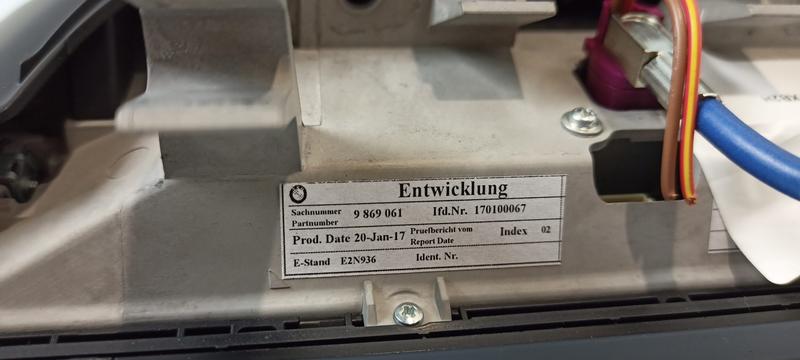 Entwicklung
Sachnummer
Partnumber
9 869 061
lfd.Nr. 170100067
Prod. Date 20-Jan-17
Pruefbericht vom
Report Date
Index 02
E-Stand E2N936
Ident. Nr.